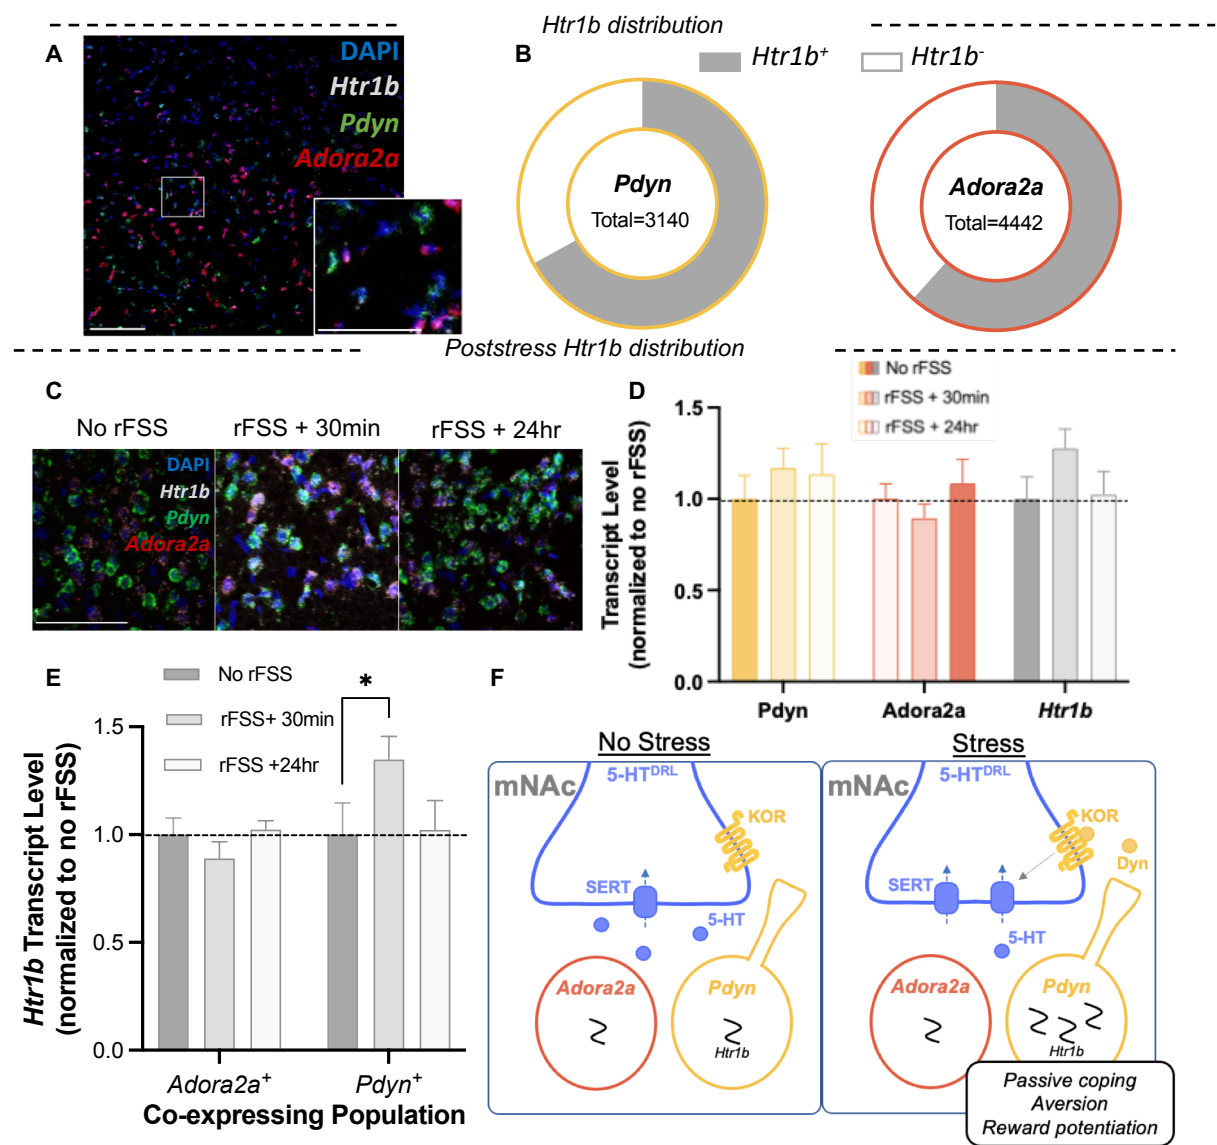 Htr1b distribution
A
DAPI
Htr1b
Pdyn
Adora2a
B
Htr1b+
Htr1b-
Pdyn
Total=3140
Adora2a
Total=4442
Poststress Htr1b distribution
C
No rFSS
rFSS + 30min
rFSS + 24hr
DAPI
Htr1b
Pdyn
Adora2a
D
No rFSS
rFSS + 30min
rFSS + 24hr
Transcript Level
(normalized to no rFSS)
1.5
1.0
0.5
0.0
Pdyn
Adora2a
Htr1b
E
No rFSS
rFSS+ 30min
rFSS +24hr
*
Htr1b Transcript Level
(normalized to no rFSS)
1.5
1.0
0.5
0.0
Adora2a+
Pdyn+
Co-expressing Population
F
No Stress
mNAc
5-HTDRL
KOR
SERT
5-HT
Adora2a
Pdyn
Htr1b
Stress
mNAc
5-HTDRL
KOR
Dyn
SERT
5-HT
Adora2a
Pdyn
Htr1b
Passive coping
Aversion
Reward potentiation